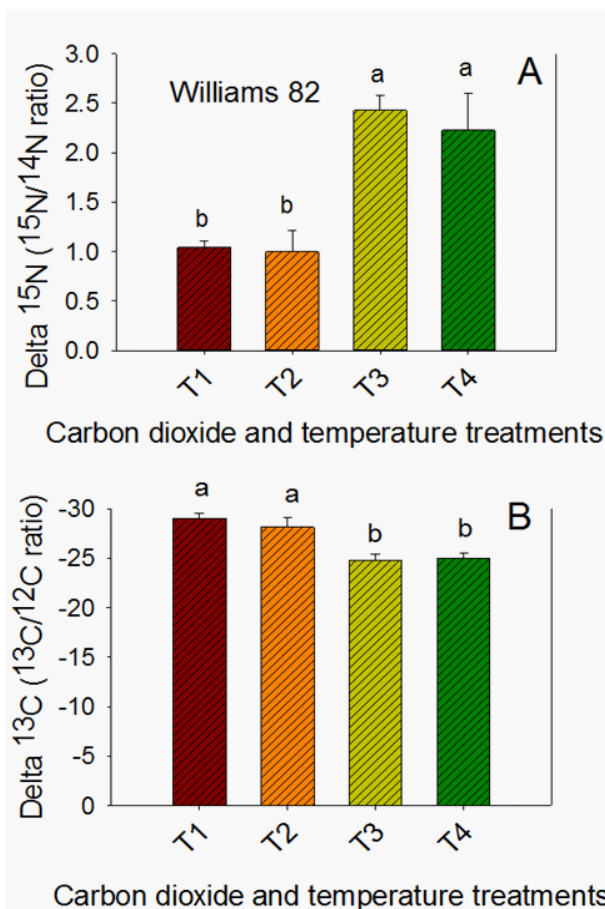 3.0
a
a
A
Williams 82
2.5
2.0
1.5
b
b
1.0
0.5
0.0
Delta 15N (15N/14N ratio)
T1
T2
T3
T4
Carbon dioxide and temperature treatments
-30
a
a
B
b
b
-25
-20
-15
-10
-5
0
Delta 13C (13C/12C ratio)
T1
T2
T3
T4
Carbon dioxide and temperature treatments